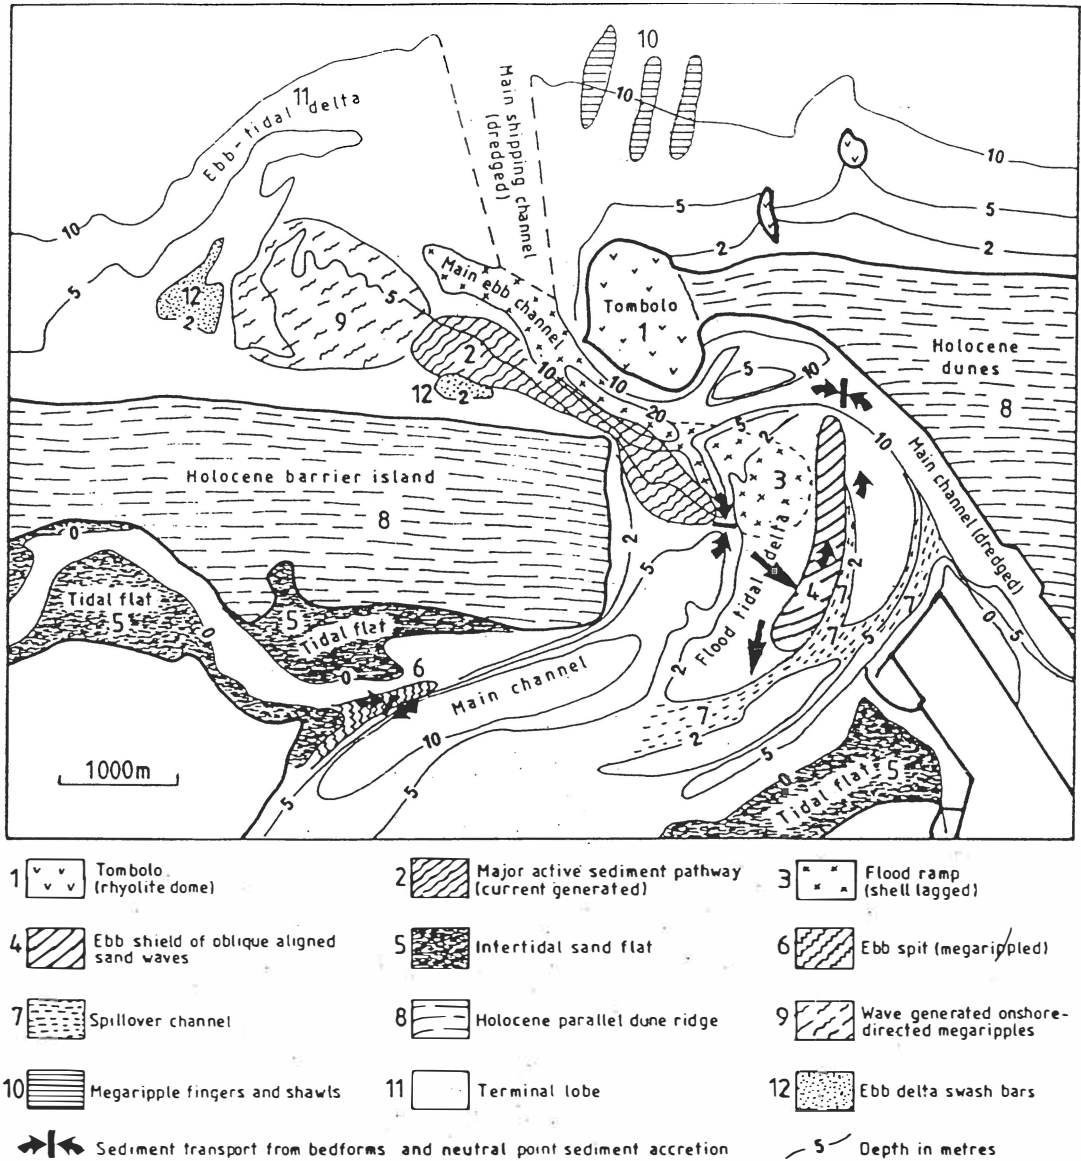 11
Ebb-tidal delta
10
5
Main shipping channel
(dredged)
10
10
10
5
5
2
2
12
2
9
5
Main ebb channel
2
12
2
10
10
20
Tombolo
1
5
10
5
2
Holocene
dunes
8
10
Main channel (dredged)
Holocene barrier island
8
3
Flood tidal delta
4
2
7
7
5
2
5
0
Tidal flat
5
0
5
Tidal flat
0
6
Main channel
10
5
5
2
7
2
5
7
0
5
0
Tidal flat
5
1000m
1 Tombolo
(rhyolite dome)
2 Major active sediment pathway
(current generated)
3 Flood ramp
(shell lagged)
4 Ebb shield of oblique aligned
sand waves
5 Intertidal sand flat
6 Ebb spit (megarippled)
7 Spillover channel
8 Holocene parallel dune ridge
9 Wave generated onshore-
directed megaripples
10 Megaripple fingers and shawls
11 Terminal lobe
12 Ebb delta swash bars
Sediment transport from bedforms and neutral point sediment accretion
5 Depth in metres